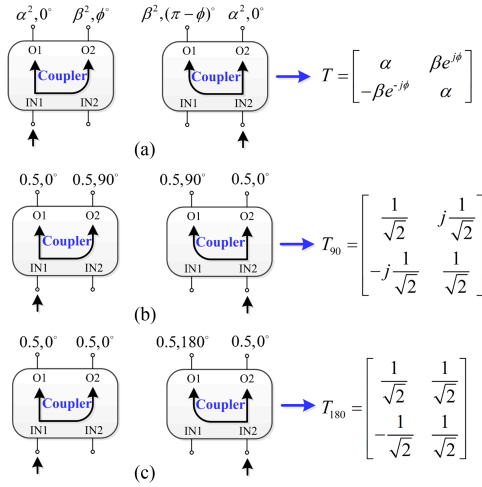 α²,0° β²,ϕ° β²,(π−ϕ)° α²,0°
O1 O2 O1 O2
Coupler Coupler
IN1 IN2 IN1 IN2
T = [ α βe^{jϕ} ; −βe^{-jϕ} α ]
(a)
0.5,0° 0.5,90° 0.5,90° 0.5,0°
O1 O2 O1 O2
Coupler Coupler
IN1 IN2 IN1 IN2
T₉₀ = [ 1/√2 j1/√2 ; −j1/√2 1/√2 ]
(b)
0.5,0° 0.5,0° 0.5,180° 0.5,0°
O1 O2 O1 O2
Coupler Coupler
IN1 IN2 IN1 IN2
T₁₈₀ = [ 1/√2 1/√2 ; −1/√2 1/√2 ]
(c)